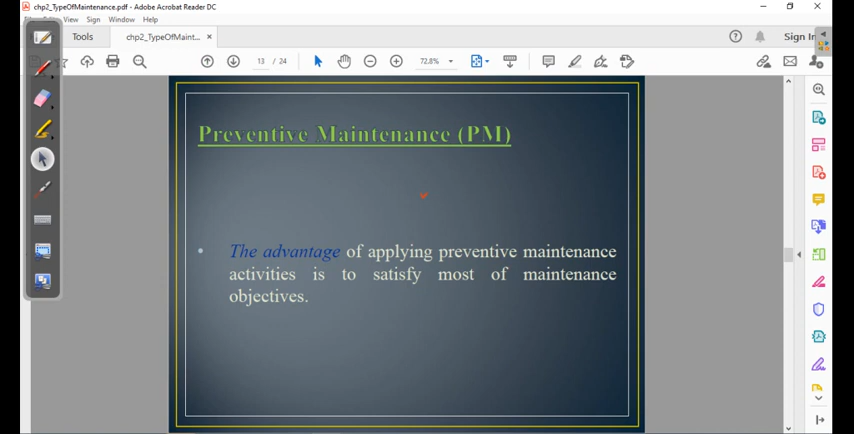 chp2_TypeOfMaintenance.pdf - Adobe Acrobat Reader DC
View Sign Window Help
Tools chp2_TypeOfMaint... × Sign In
13 / 24 72.8%
Preventive Maintenance (PM)
• The advantage of applying preventive maintenance
activities is to satisfy most of maintenance
objectives.